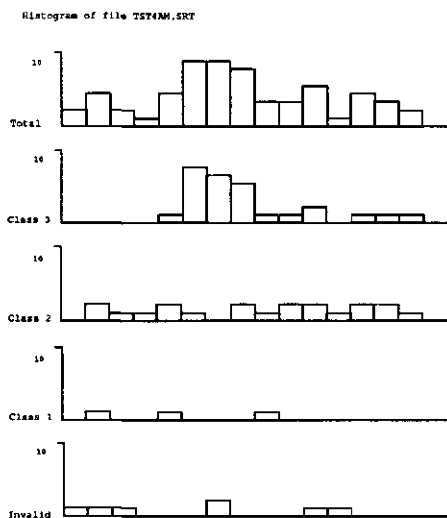 Histogram of file TST4AM.SRT
10
Total
10
Class 3
10
Class 2
10
Class 1
10
Invalid